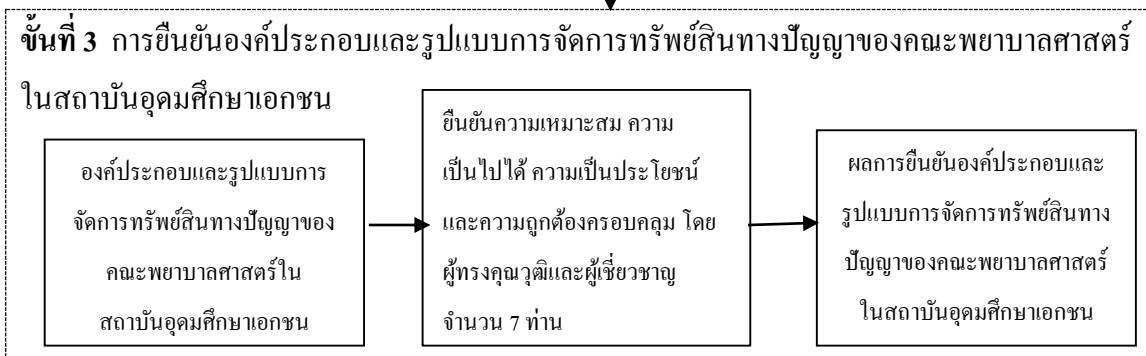 ขั้นที่ 3 การยืนยันองค์ประกอบและรูปแบบการจัดการทรัพย์สินทางปัญญาของคณะพยาบาลศาสตร์
ในสถาบันอุดมศึกษาเอกชน
องค์ประกอบและรูปแบบการ
จัดการทรัพย์สินทางปัญญาของ
คณะพยาบาลศาสตร์ใน
สถาบันอุดมศึกษาเอกชน
ยืนยันความเหมาะสม ความ
เป็นไปได้ ความเป็นประโยชน์
และความถูกต้องครอบคลุม โดย
ผู้ทรงคุณวุฒิและผู้เชี่ยวชาญ
จำนวน 7 ท่าน
ผลการยืนยันองค์ประกอบและ
รูปแบบการจัดการทรัพย์สินทาง
ปัญญาของคณะพยาบาลศาสตร์
ในสถาบันอุดมศึกษาเอกชน